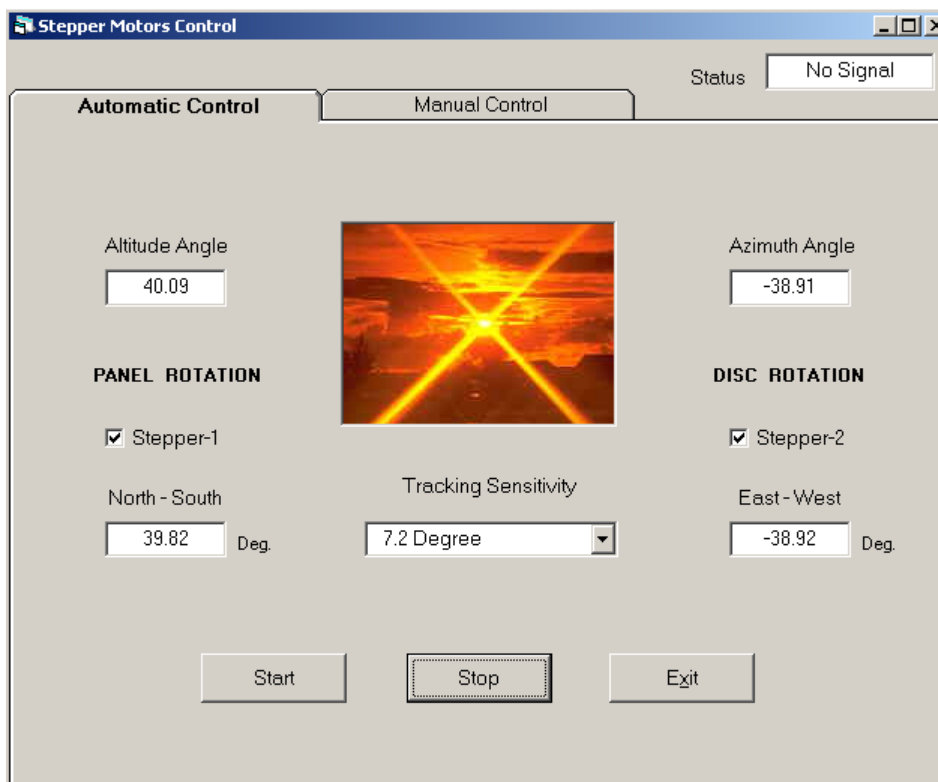 Stepper Motors Control
Status No Signal
Automatic Control Manual Control
Altitude Angle Azimuth Angle
40.09 -38.91
PANEL ROTATION DISC ROTATION
Stepper-1 Stepper-2
Tracking Sensitivity
North - South East - West
39.82 Deg. 7.2 Degree -38.92 Deg.
Start Stop Exit